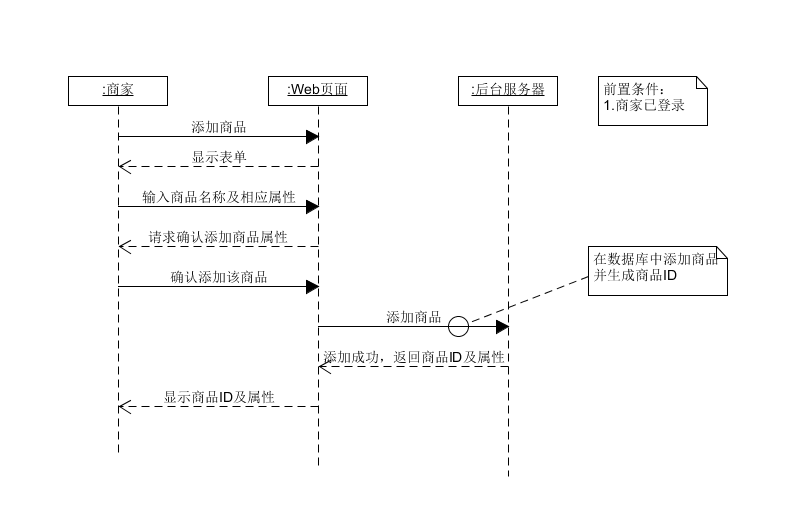 :商家
:Web页面
:后台服务器
前置条件：
1.商家已登录
添加商品
显示表单
输入商品名称及相应属性
请求确认添加商品属性
在数据库中添加商品
并生成商品ID
确认添加该商品
添加商品
添加成功，返回商品ID及属性
显示商品ID及属性